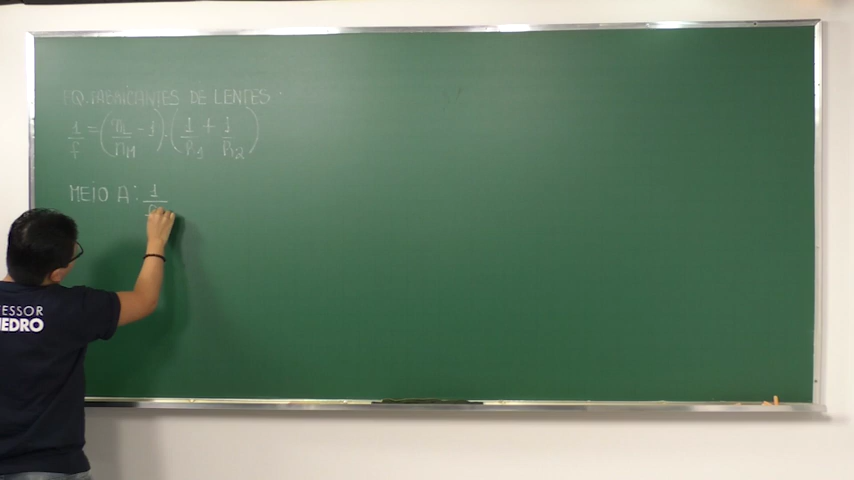 EQ. FABRICANTES DE LENTES:
1/f = (nL/nM - 1) · (1/R1 + 1/R2)
MEIO A: 1/
ESSOR
EDRO